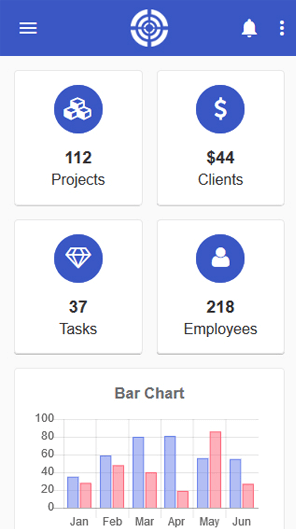 112
Projects
$44
Clients
37
Tasks
218
Employees
Bar Chart
100
80
60
40
20
0
Jan Feb Mar Apr May Jun